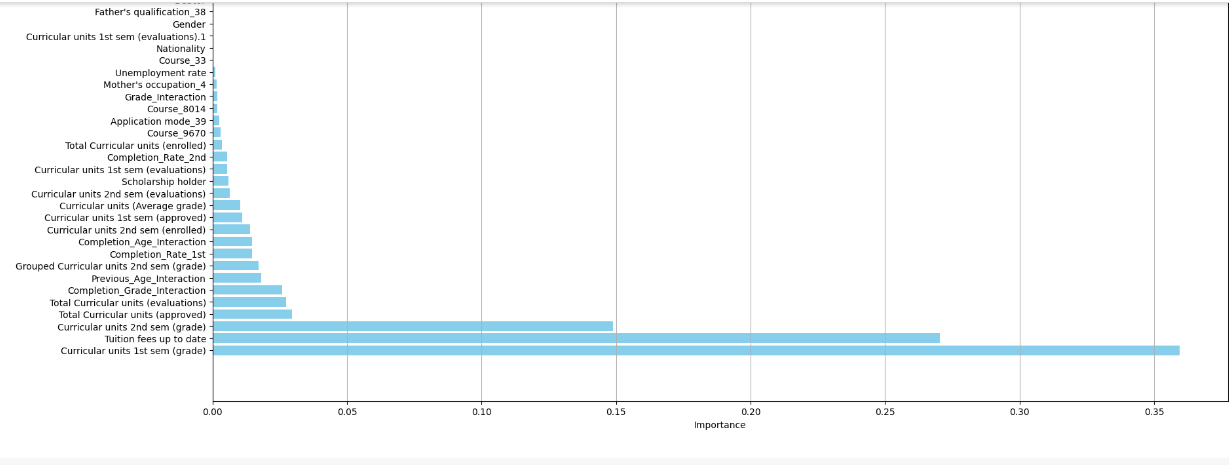 Father's qualification_38
Gender
Curricular units 1st sem (evaluations).1
Nationality
Course_33
Unemployment rate
Mother's occupation_4
Grade_Interaction
Course_8014
Application mode_39
Course_9670
Total Curricular units (enrolled)
Completion_Rate_2nd
Curricular units 1st sem (evaluations)
Scholarship holder
Curricular units 2nd sem (evaluations)
Curricular units (Average grade)
Curricular units 1st sem (approved)
Curricular units 2nd sem (enrolled)
Completion_Age_Interaction
Completion_Rate_1st
Grouped Curricular units 2nd sem (grade)
Previous_Age_Interaction
Completion_Grade_Interaction
Total Curricular units (evaluations)
Total Curricular units (approved)
Curricular units 2nd sem (grade)
Tuition fees up to date
Curricular units 1st sem (grade)
0.00 0.05 0.10 0.15 0.20 0.25 0.30 0.35
Importance